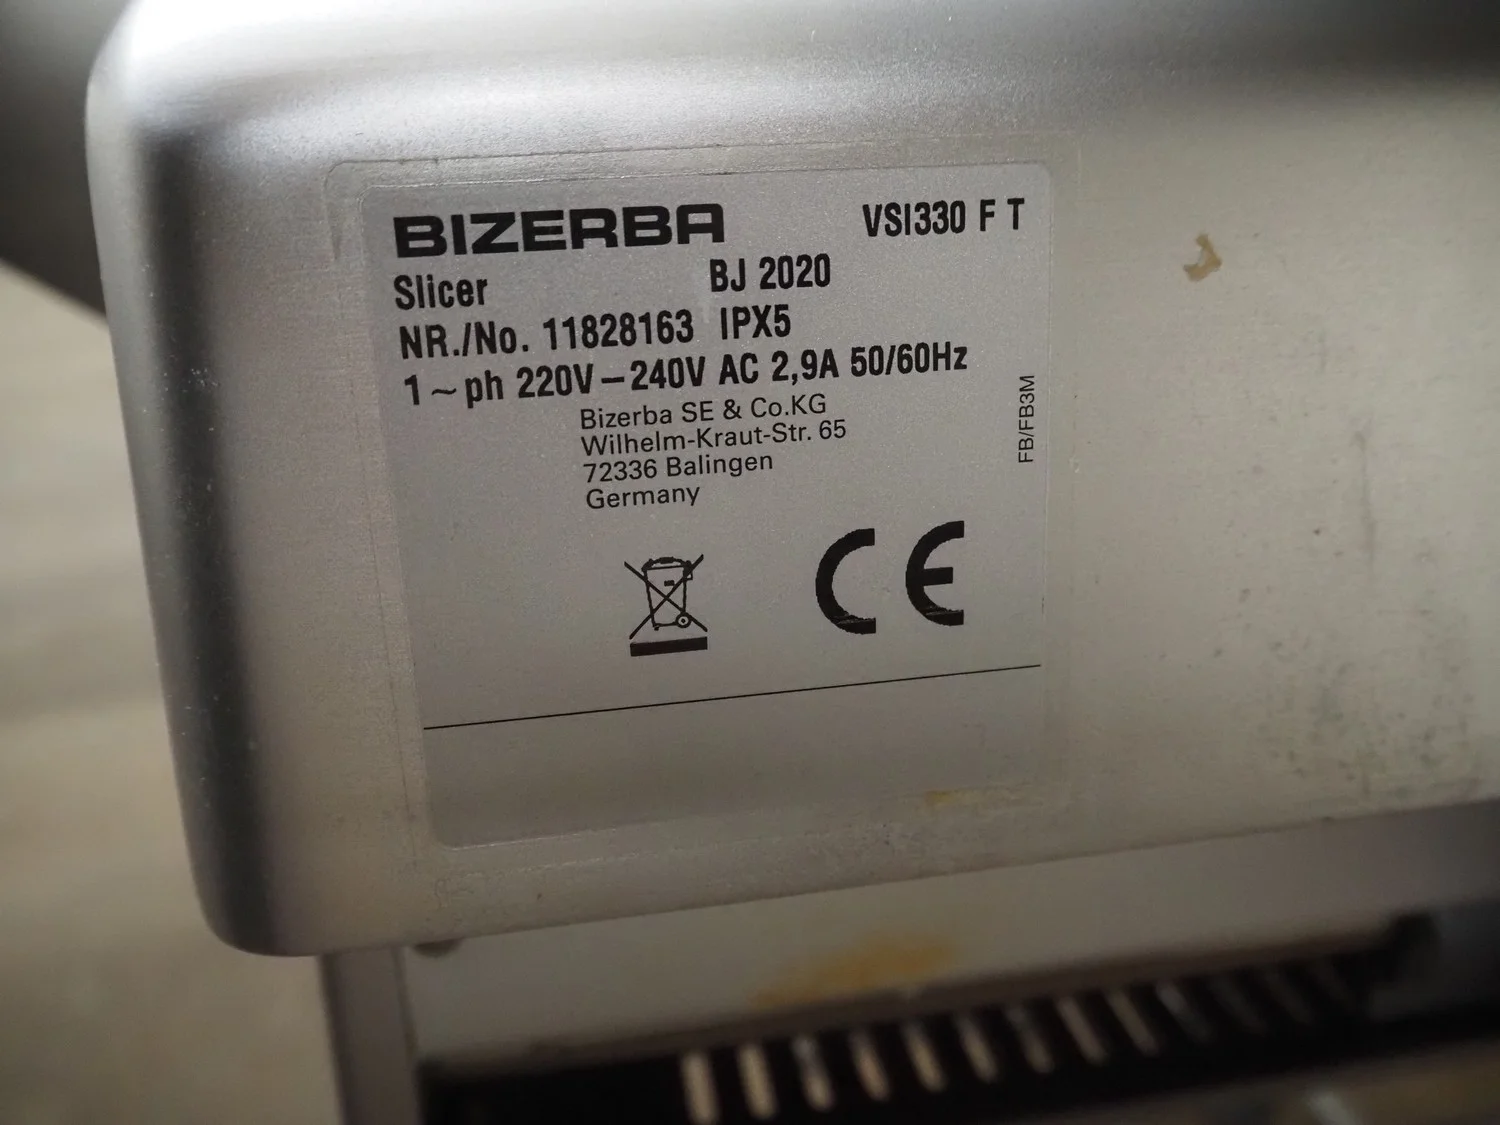 BIZERBA VSI330 F T
Slicer BJ 2020
NR./No. 11828163 IPX5
1~ph 220V–240V AC 2,9A 50/60Hz
Bizerba SE & Co.KG
Wilhelm-Kraut-Str. 65
72336 Balingen
Germany
FB/FB3M
CE